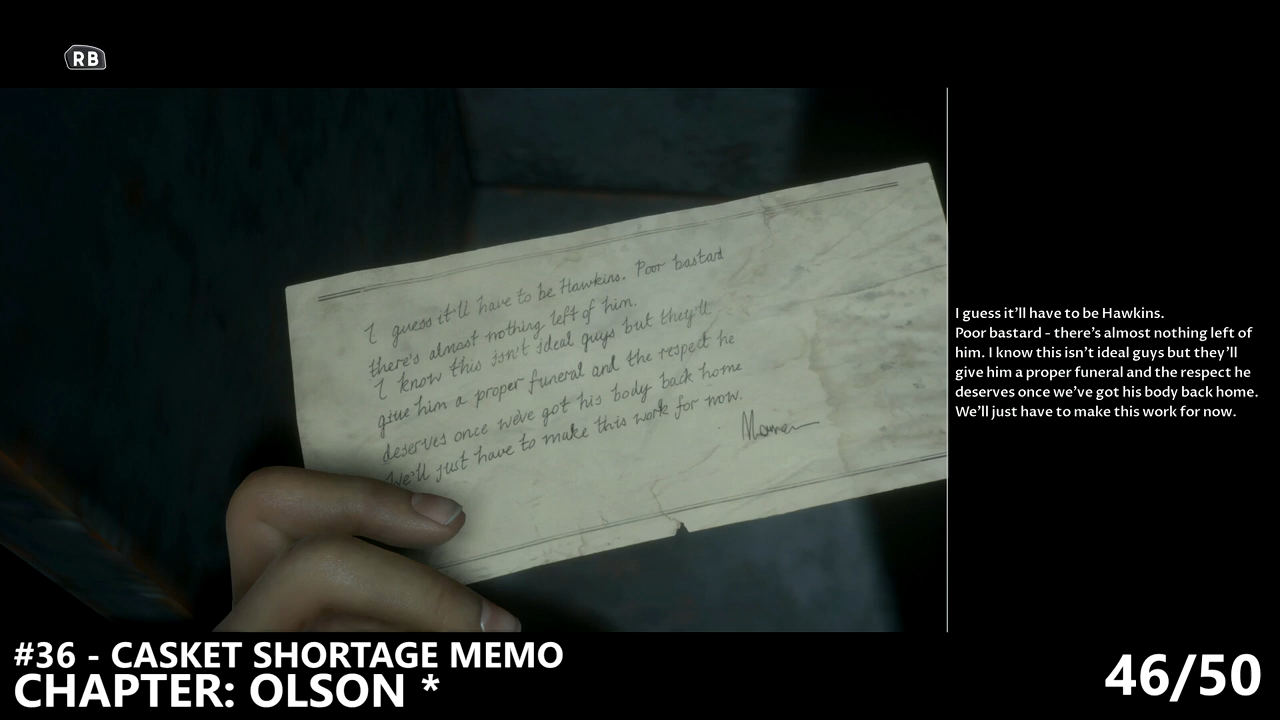 RB
I guess it'll have to be Hawkins. Poor bastard
there's almost nothing left of him.
I know this isn't ideal guys but they'll
give him a proper funeral and the respect he
deserves once we've got his body back home
We'll just have to make this work for now.
I guess it'll have to be Hawkins.
Poor bastard - there's almost nothing left of
him. I know this isn't ideal guys but they'll
give him a proper funeral and the respect he
deserves once we've got his body back home.
We'll just have to make this work for now.
#36 - CASKET SHORTAGE MEMO
CHAPTER: OLSON *
46/50